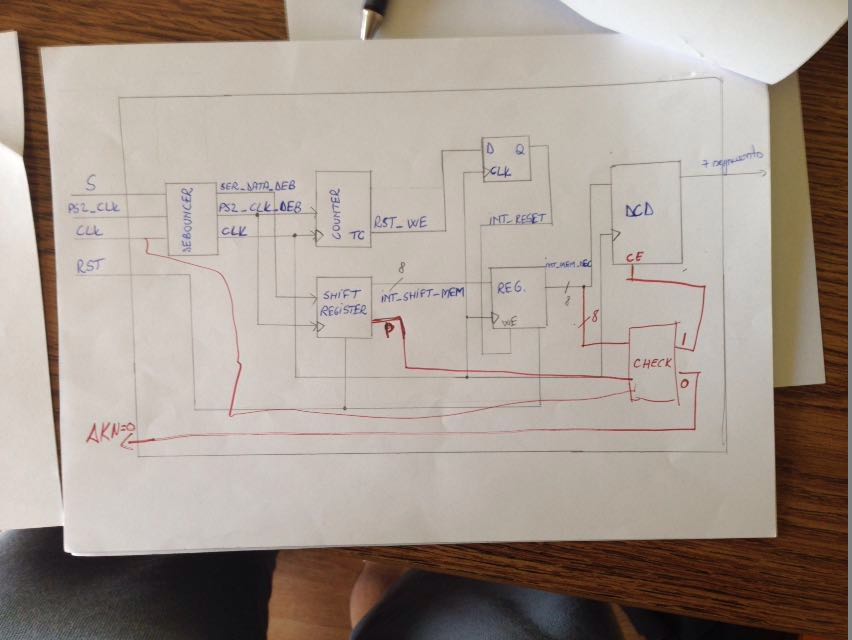 S
PS2_CLK
CLK
RST
DEBOUNCER
SER_DATA_DEB
PS2_CLK_DEB
CLK
COUNTER
TC
RST_WE
D Q
CLK
INT_RESET
DCD
CE
7 segmento
SHIFT
REGISTER
P
8
INT_SHIFT_MEM
REG.
WE
INT_MEM_DEC
8
8
CHECK
1
0
AKN=0